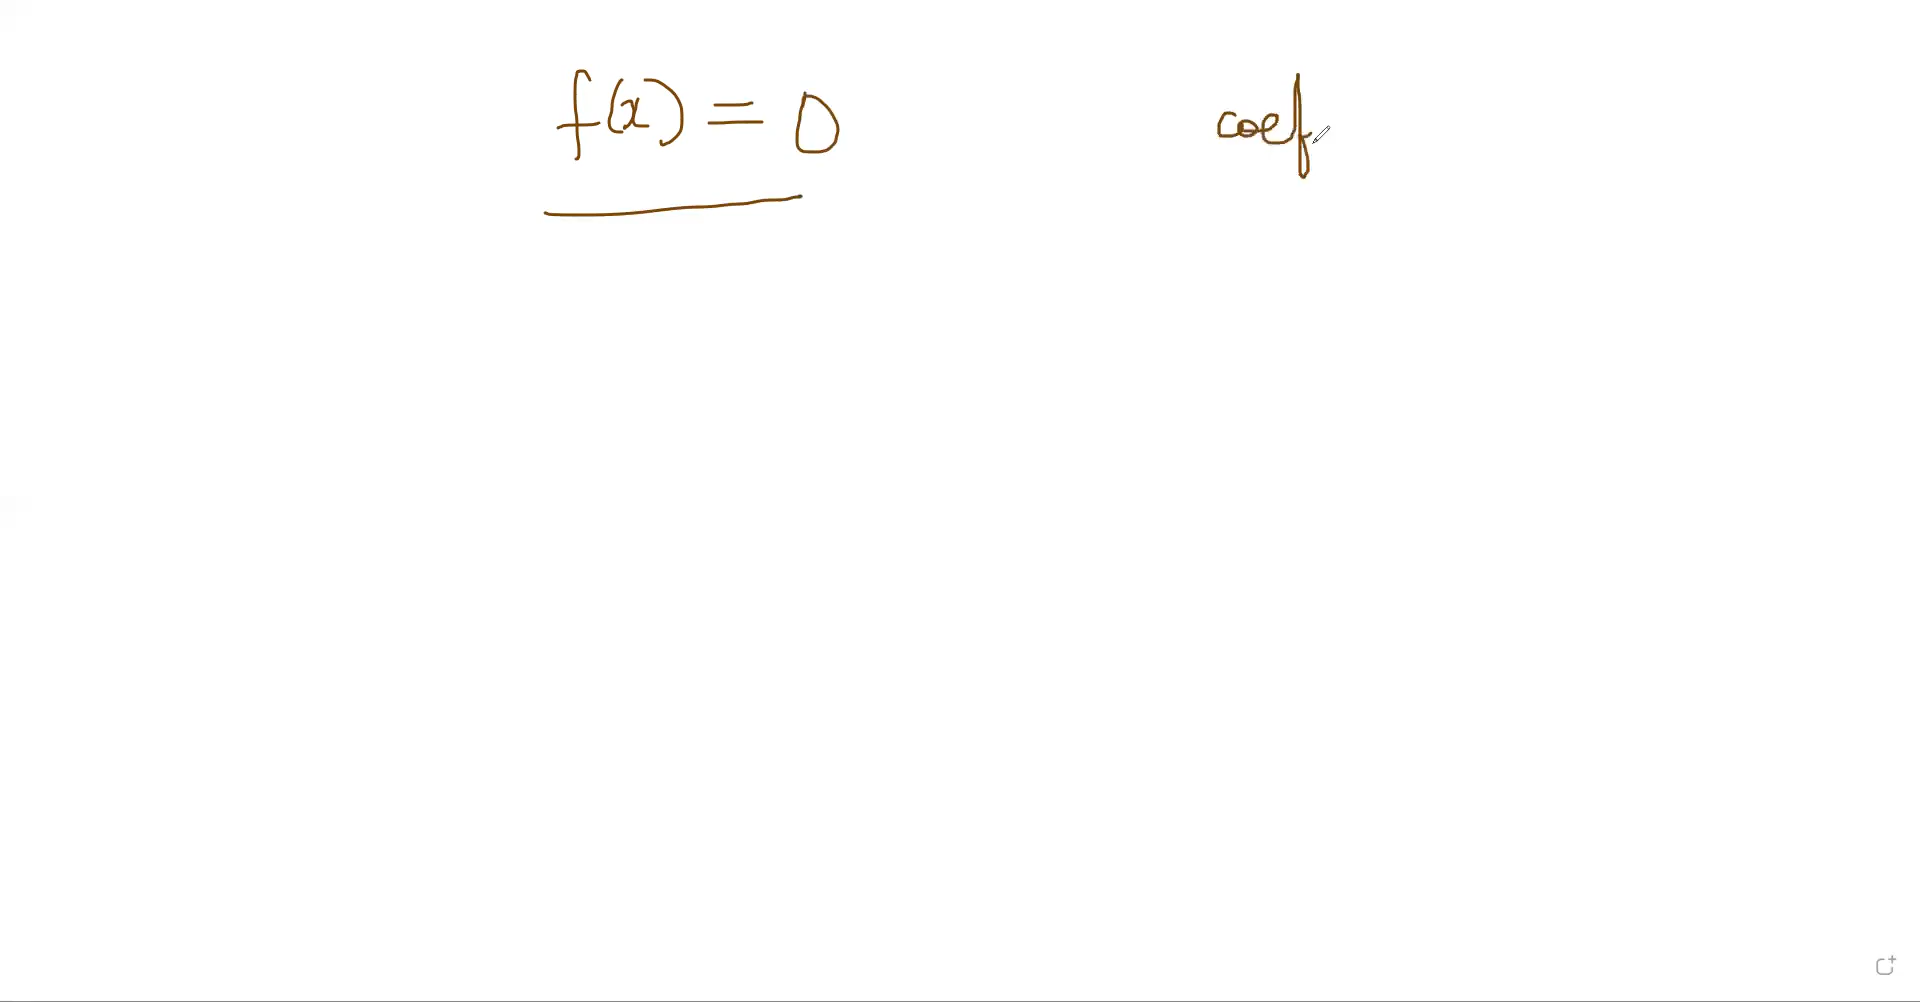 f(x) = 0
coef